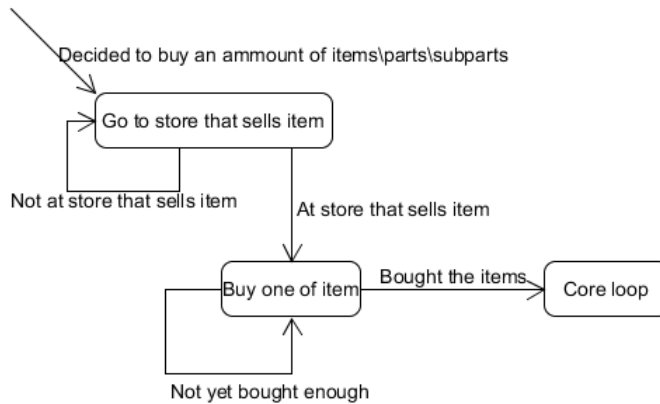 Decided to buy an ammount of items\parts\subparts
Go to store that sells item
Not at store that sells item
At store that sells item
Buy one of item
Bought the items
Core loop
Not yet bought enough